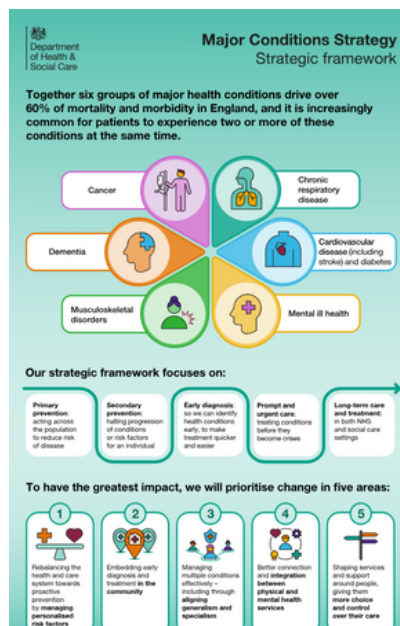 Department
of Health &
Social Care
Major Conditions Strategy
Strategic framework
Together six groups of major health conditions drive over
60% of mortality and morbidity in England, and it is increasingly
common for patients to experience two or more of these
conditions at the same time.
Cancer
Chronic
respiratory
disease
Dementia
Cardiovascular
disease (including
stroke) and diabetes
Musculoskeletal
disorders
Mental ill health
Our strategic framework focuses on:
Primary
prevention:
acting across
the population
to reduce risk
of disease
Secondary
prevention:
halting progression
of conditions
or risk factors
for an individual
Early diagnosis:
so we can identify
health conditions
early, to make
treatment quicker
and easier
Prompt and
urgent care:
treating conditions
before they
become crises
Long-term care
and treatment:
in both NHS
and social care
settings
To have the greatest impact, we will prioritise change in five areas:
1
Rebalancing the
health and care
system towards
proactive
prevention
by managing
personalised
risk factors
2
Embedding early
diagnosis and
treatment in the
community
3
Managing
multiple conditions
effectively –
including through
aligning
generalism and
specialism
4
Better connection
and integration
between
physical and
mental health
services
5
Shaping services
and support
around people,
giving them
more choice
and control
over their care